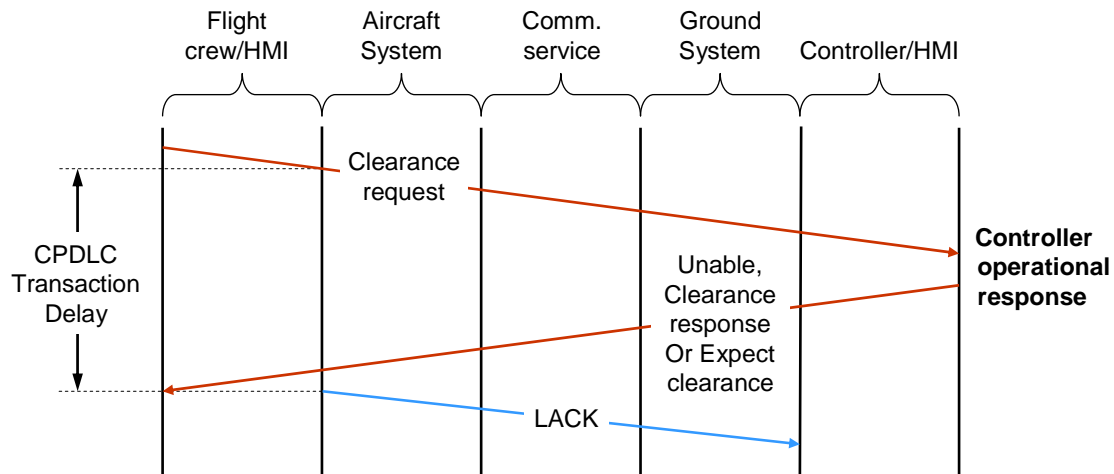 Flight
crew/HMI
Aircraft
System
Comm.
service
Ground
System
Controller/HMI
Clearance
request
CPDLC
Transaction
Delay
Unable,
Clearance
response
Or Expect
clearance
Controller
operational
response
LACK